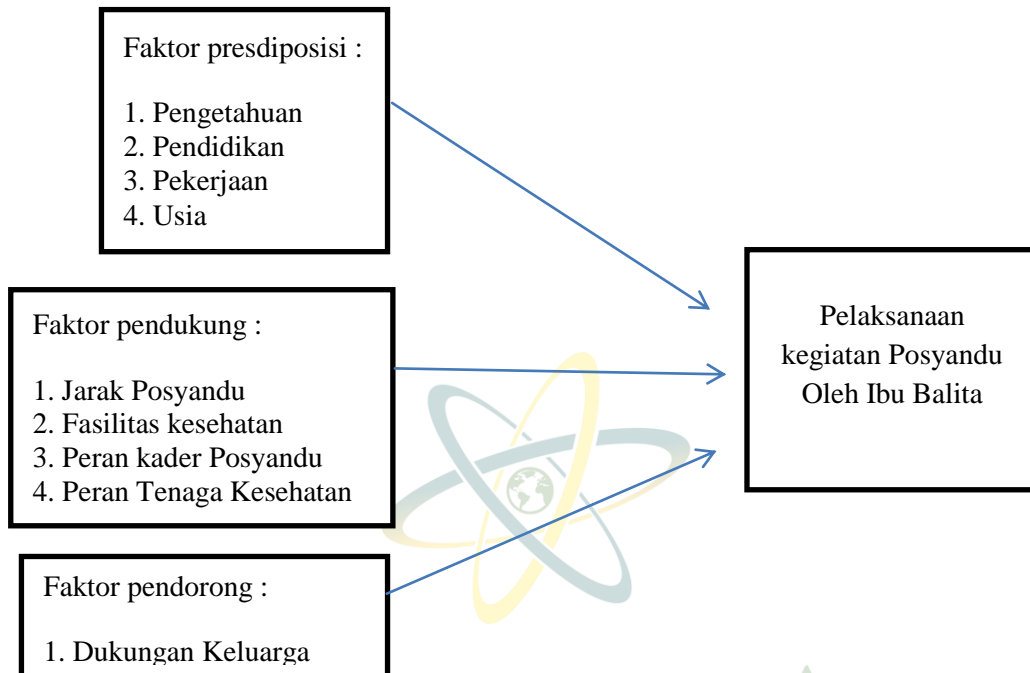 Faktor presdiposisi :
1. Pengetahuan
2. Pendidikan
3. Pekerjaan
4. Usia
Faktor pendukung :
1. Jarak Posyandu
2. Fasilitas kesehatan
3. Peran kader Posyandu
4. Peran Tenaga Kesehatan
Faktor pendorong :
1. Dukungan Keluarga
Pelaksanaan
kegiatan Posyandu
Oleh Ibu Balita